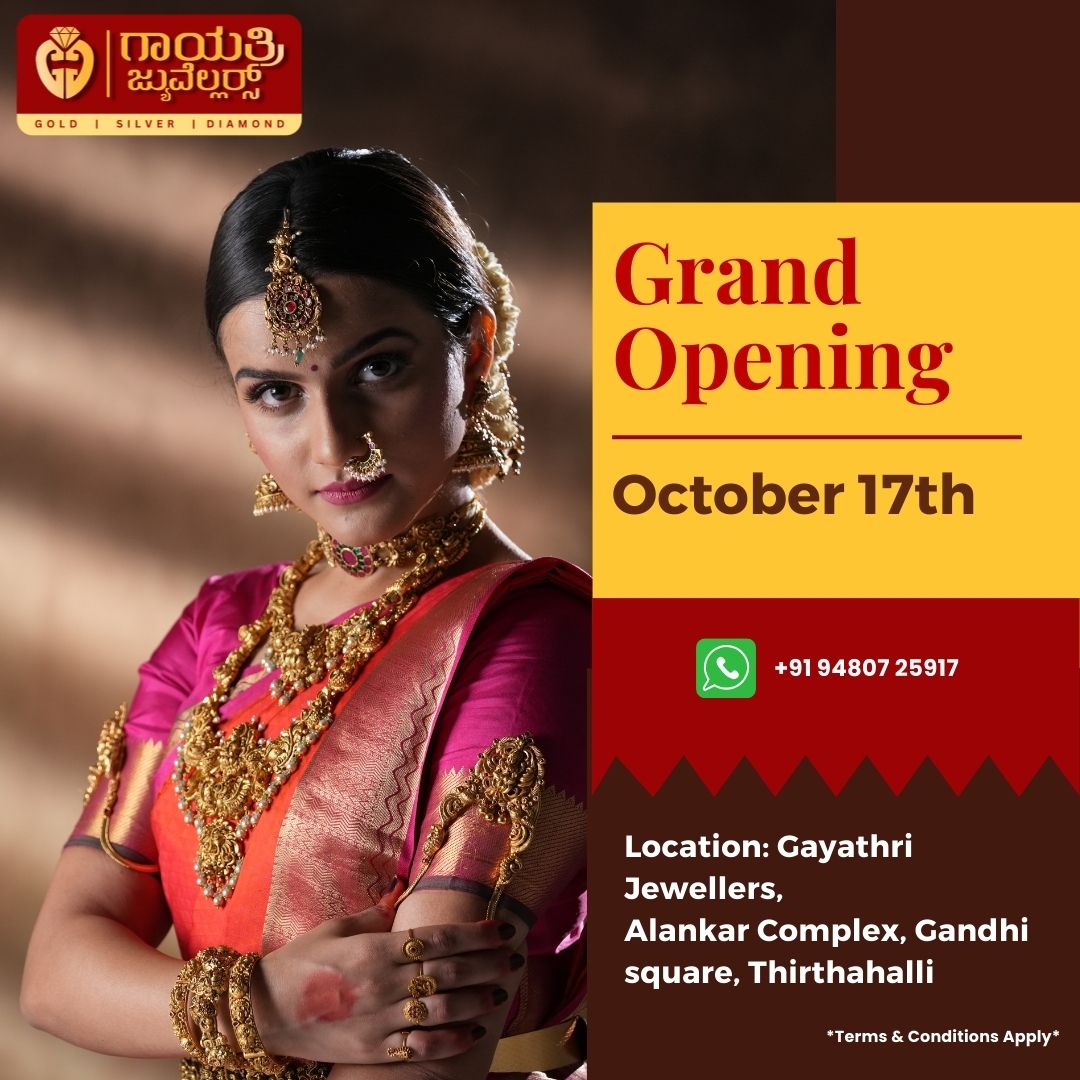 ಗಾಯತ್ರಿ
ಜ್ಯುವೆಲ್ಲರ್ಸ್
GOLD | SILVER | DIAMOND
Grand
Opening
October 17th
+91 94807 25917
Location: Gayathri
Jewellers,
Alankar Complex, Gandhi
square, Thirthahalli
*Terms & Conditions Apply*